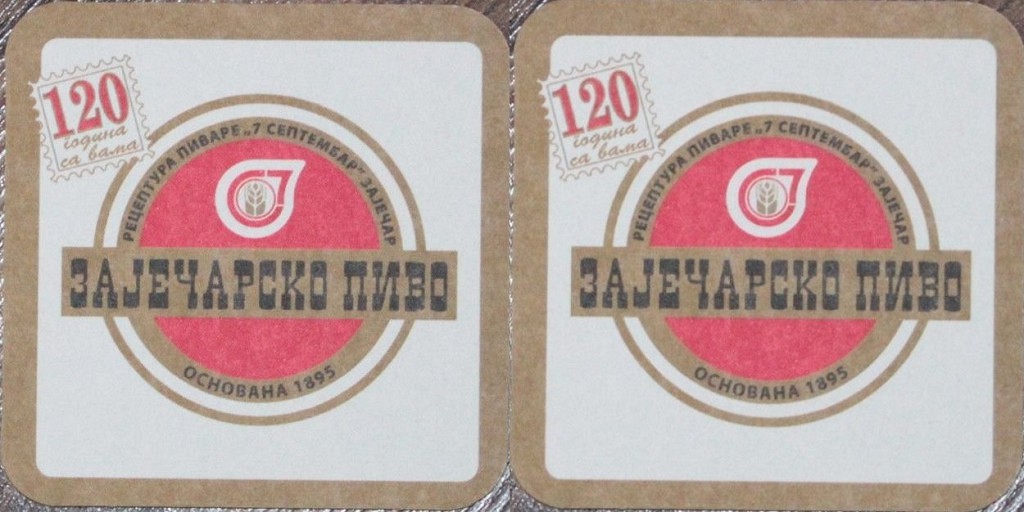 120
година
са вама
РЕЦЕПТУРА ПИВАРЕ „7 СЕПТЕМБАР” ЗАЈЕЧАР
ЗАЈЕЧАРСКО ПИВО
ОСНОВАНА 1895
120
година
са вама
РЕЦЕПТУРА ПИВАРЕ „7 СЕПТЕМБАР” ЗАЈЕЧАР
ЗАЈЕЧАРСКО ПИВО
ОСНОВАНА 1895